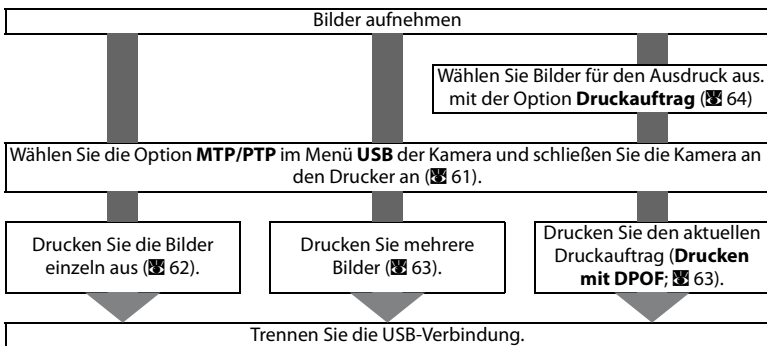 Bilder aufnehmen
Wählen Sie Bilder für den Ausdruck aus.
mit der Option Druckauftrag (64)
Wählen Sie die Option MTP/PTP im Menü USB der Kamera und schließen Sie die Kamera an
den Drucker an (61).
Drucken Sie die Bilder
einzeln aus (62).
Drucken Sie mehrere
Bilder (63).
Drucken Sie den aktuellen
Druckauftrag (Drucken
mit DPOF; 63).
Trennen Sie die USB-Verbindung.